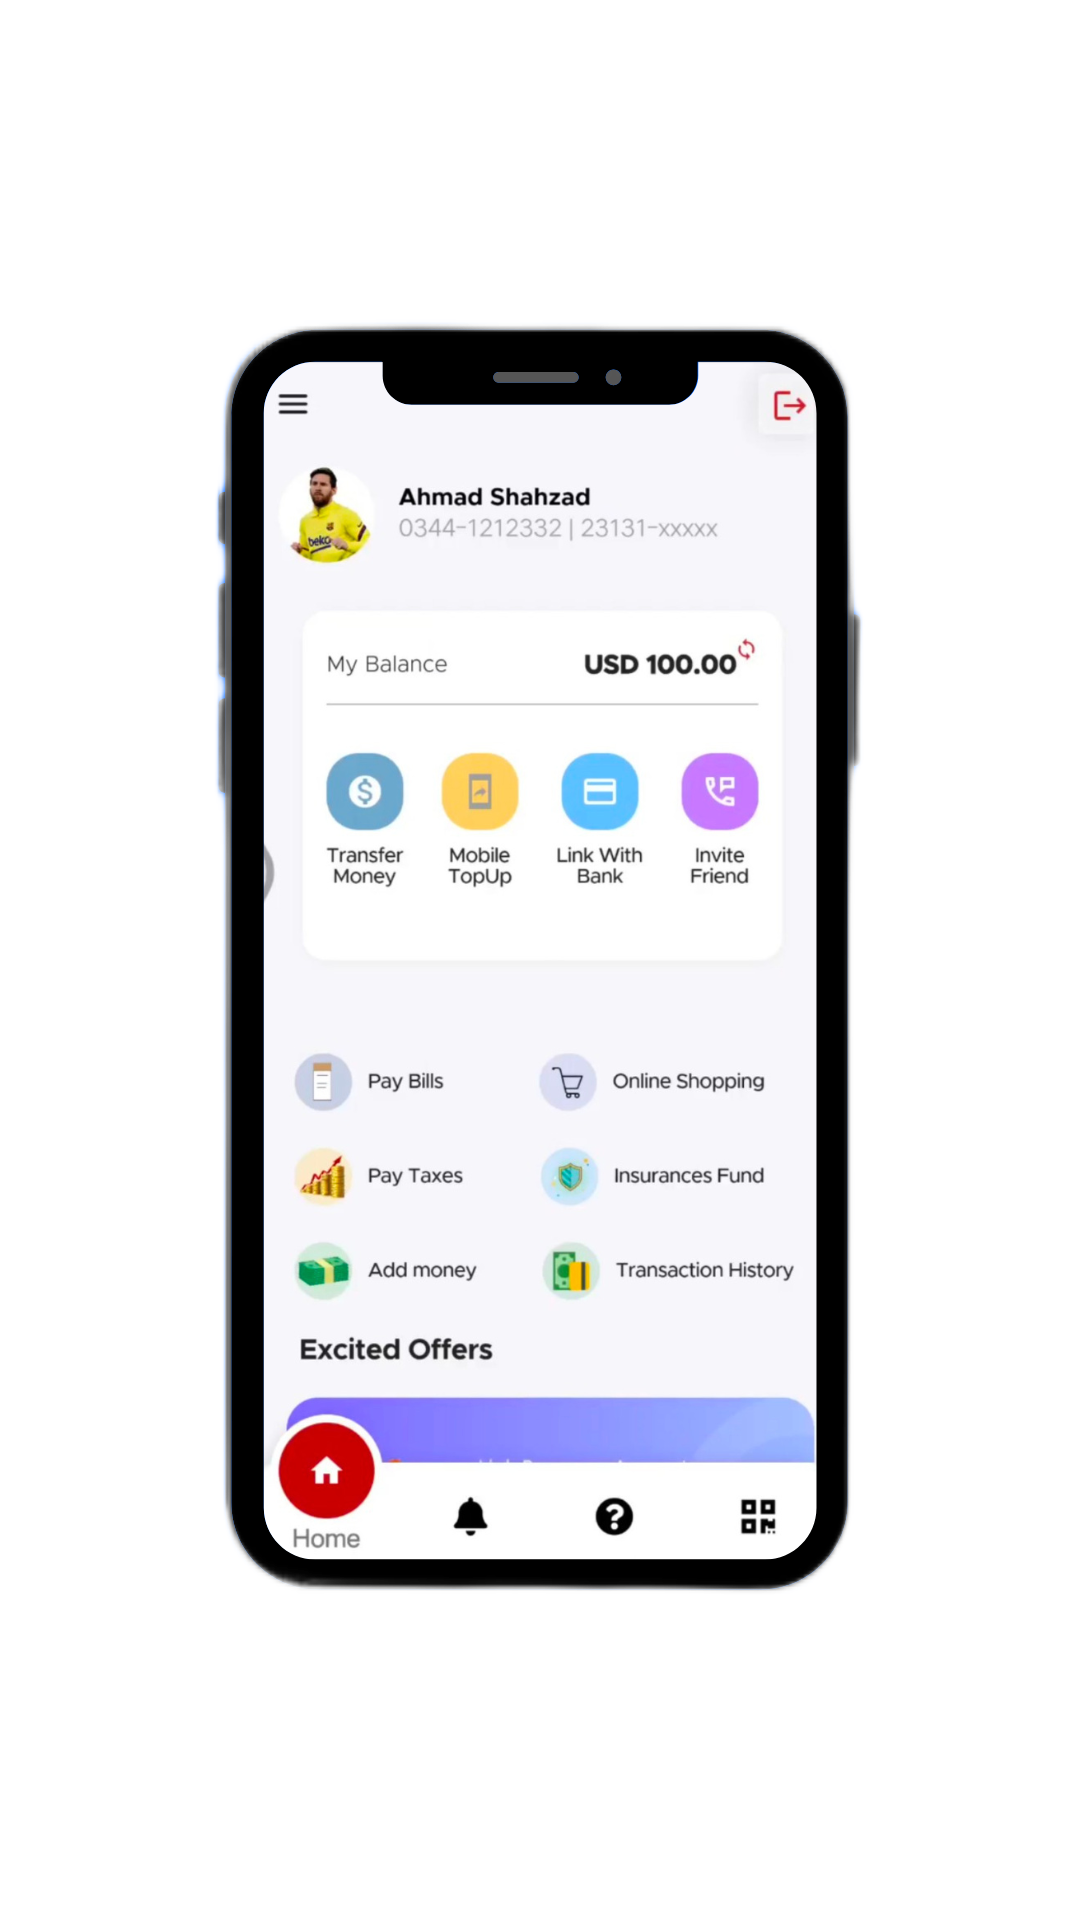 Ahmad Shahzad
0344-1212332 | 23131-xxxxx
My Balance
USD 100.00
Transfer Money
Mobile TopUp
Link With Bank
Invite Friend
Pay Bills
Online Shopping
Pay Taxes
Insurances Fund
Add money
Transaction History
Excited Offers
Home
beko